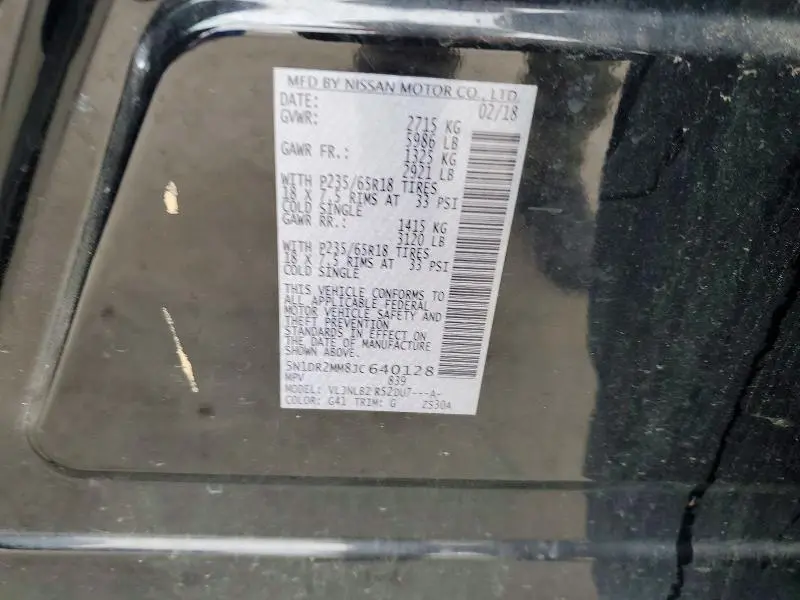 MFD BY NISSAN MOTOR CO., LTD.
DATE: 02/18
GVWR: 2715 KG
5986 LB
GAWR FR.: 1325 KG
2921 LB
WITH P235/65R18 TIRES
18 X 7.5 RIMS AT 33 PSI
COLD SINGLE
GAWR RR.: 1415 KG
3120 LB
WITH P235/65R18 TIRES
18 X 7.5 RIMS AT 33 PSI
COLD SINGLE
THIS VEHICLE CONFORMS TO
ALL APPLICABLE FEDERAL
MOTOR VEHICLE SAFETY AND
THEFT PREVENTION
STANDARDS IN EFFECT ON
THE DATE OF MANUFACTURE
SHOWN ABOVE.
5N1DR2MM8JC640128
MPV 839
MODEL: VL3NLB2 R52DU7---A-
COLOR: G41 TRIM: G 2S30A